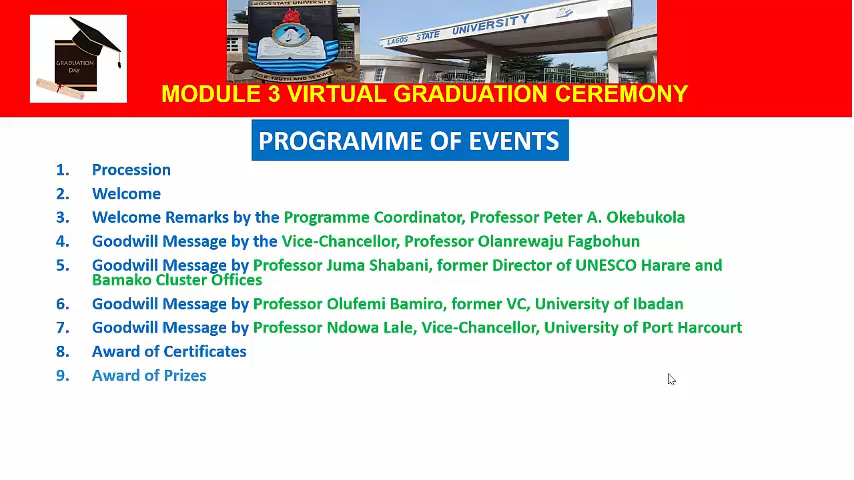 GRADUATION
DAY
LAGOS STATE UNIVERSITY
FOR TRUTH AND SERVICE
LAGOS STATE UNIVERSITY
MODULE 3 VIRTUAL GRADUATION CEREMONY
PROGRAMME OF EVENTS
1. Procession
2. Welcome
3. Welcome Remarks by the Programme Coordinator, Professor Peter A. Okebukola
4. Goodwill Message by the Vice-Chancellor, Professor Olanrewaju Fagbohun
5. Goodwill Message by Professor Juma Shabani, former Director of UNESCO Harare and
Bamako Cluster Offices
6. Goodwill Message by Professor Olufemi Bamiro, former VC, University of Ibadan
7. Goodwill Message by Professor Ndowa Lale, Vice-Chancellor, University of Port Harcourt
8. Award of Certificates
9. Award of Prizes